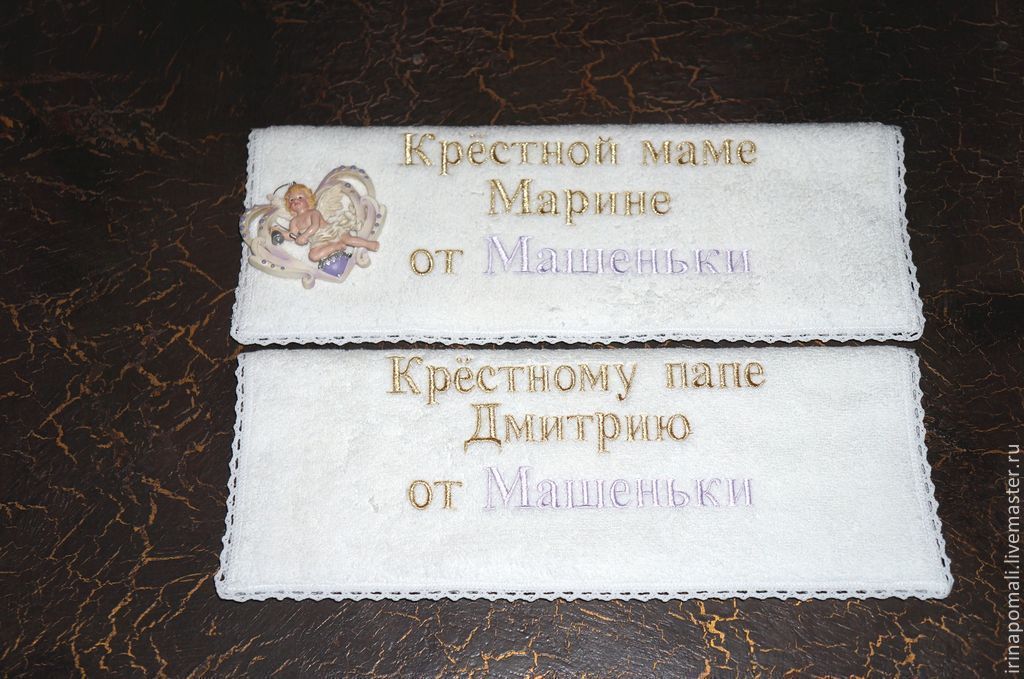 Крёстной маме
Марине
от Машеньки
Крёстному папе
Дмитрию
от Машеньки
irinapomali.livemaster.ru